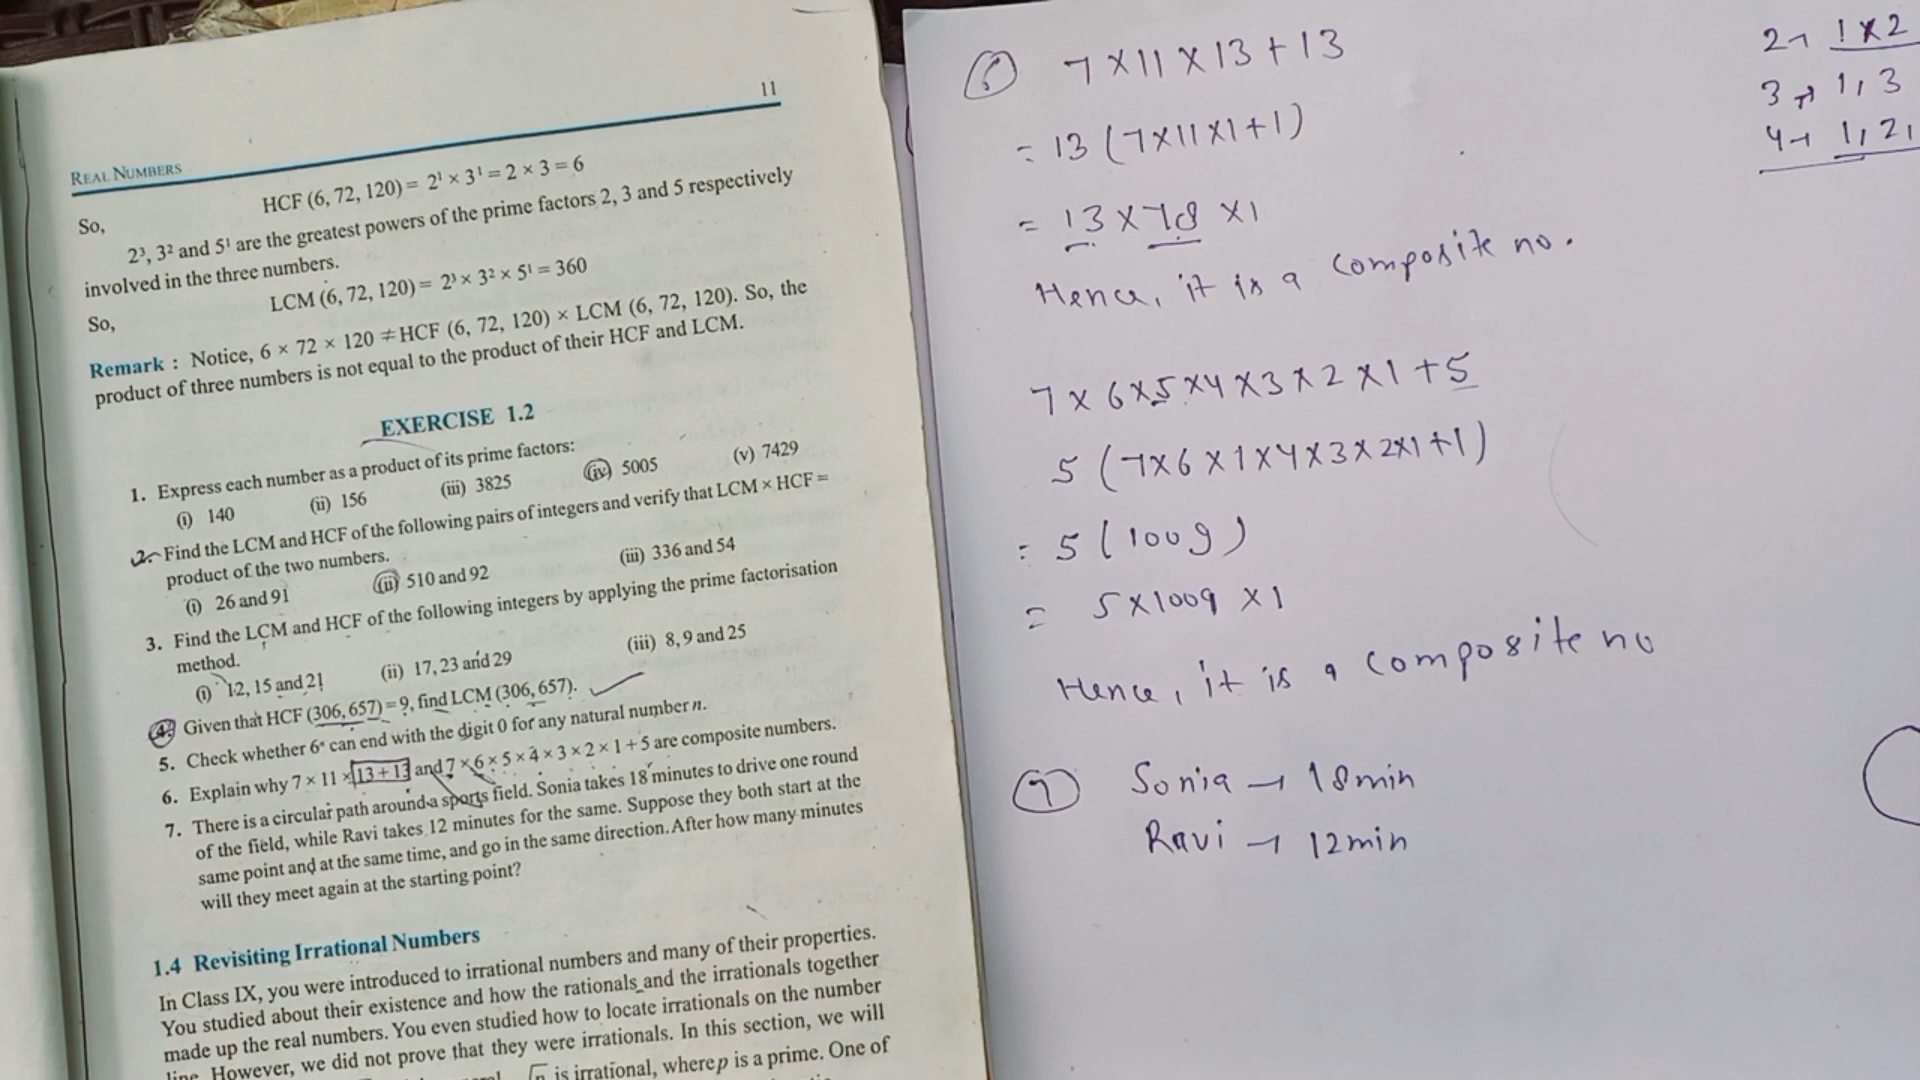 11
REAL NUMBERS
So, HCF (6, 72, 120) = 2¹ × 3¹ = 2 × 3 = 6
2³, 3² and 5¹ are the greatest powers of the prime factors 2, 3 and 5 respectively
involved in the three numbers.
So, LCM (6, 72, 120) = 2³ × 3² × 5¹ = 360
Remark : Notice, 6 × 72 × 120 ≠ HCF (6, 72, 120) × LCM (6, 72, 120). So, the
product of three numbers is not equal to the product of their HCF and LCM.
EXERCISE 1.2
1. Express each number as a product of its prime factors:
(i) 140 (ii) 156 (iii) 3825 (iv) 5005 (v) 7429
2. Find the LCM and HCF of the following pairs of integers and verify that LCM × HCF =
product of the two numbers.
(i) 26 and 91 (ii) 510 and 92 (iii) 336 and 54
3. Find the LCM and HCF of the following integers by applying the prime factorisation
method.
(i) 12, 15 and 21 (ii) 17, 23 and 29 (iii) 8, 9 and 25
4. Given that HCF (306, 657) = 9, find LCM (306, 657).
5. Check whether 6ⁿ can end with the digit 0 for any natural number n.
6. Explain why 7 × 11 × 13 + 13 and 7 × 6 × 5 × 4 × 3 × 2 × 1 + 5 are composite numbers.
7. There is a circular path around a sports field. Sonia takes 18 minutes to drive one round
of the field, while Ravi takes 12 minutes for the same. Suppose they both start at the
same point and at the same time, and go in the same direction. After how many minutes
will they meet again at the starting point?
1.4 Revisiting Irrational Numbers
In Class IX, you were introduced to irrational numbers and many of their properties.
You studied about their existence and how the rationals and the irrationals together
made up the real numbers. You even studied how to locate irrationals on the number
line. However, we did not prove that they were irrationals. In this section, we will
is irrational, where p is a prime. One of
6 7 × 11 × 13 + 13
= 13 (7×11×1+1)
= 13 × 78 × 1
Hence, it is a composite no.
7 × 6 × 5 × 4 × 3 × 2 × 1 + 5
5 (7×6×1×4×3×2×1+1)
= 5 (1009)
= 5×1009 ×1
Hence, it is a composite no
7 Sonia → 18min
Ravi → 12min
2→ 1×2
3→ 1,3
4→ 1,2,